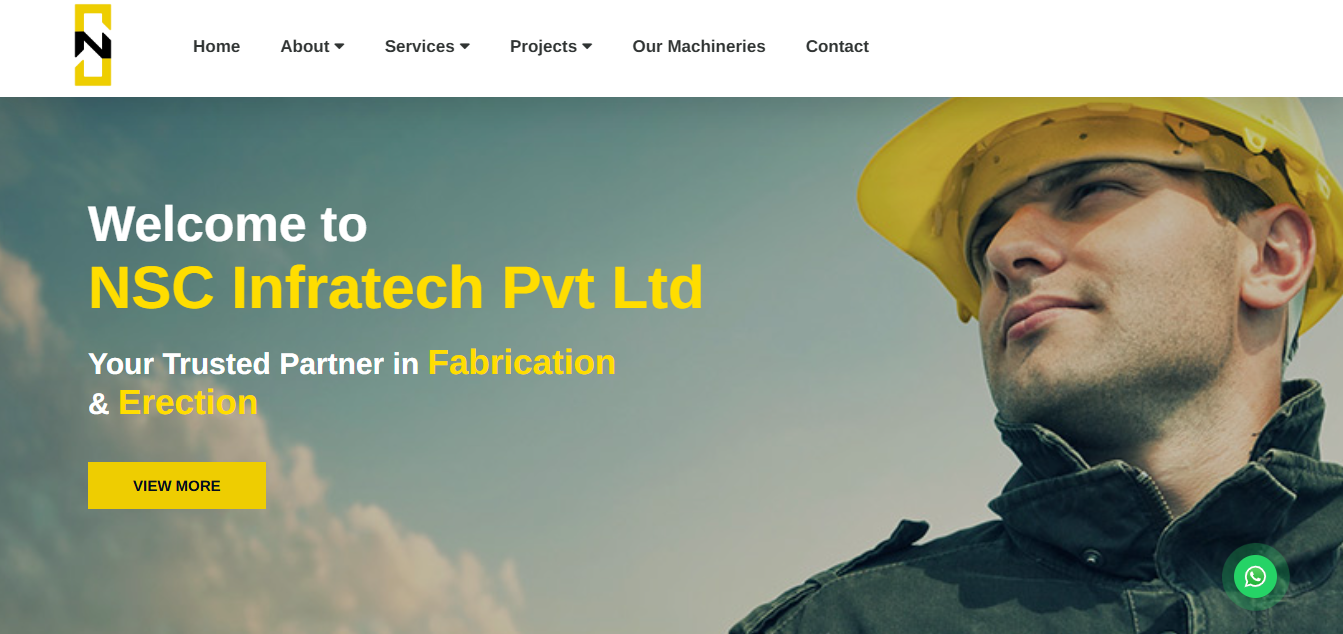 N
Home About Services Projects Our Machineries Contact
Welcome to
NSC Infratech Pvt Ltd
Your Trusted Partner in Fabrication
& Erection
VIEW MORE